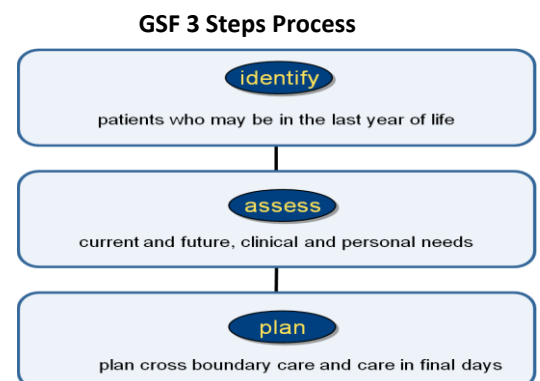 GSF 3 Steps Process
identify
patients who may be in the last year of life
assess
current and future, clinical and personal needs
plan
plan cross boundary care and care in final days